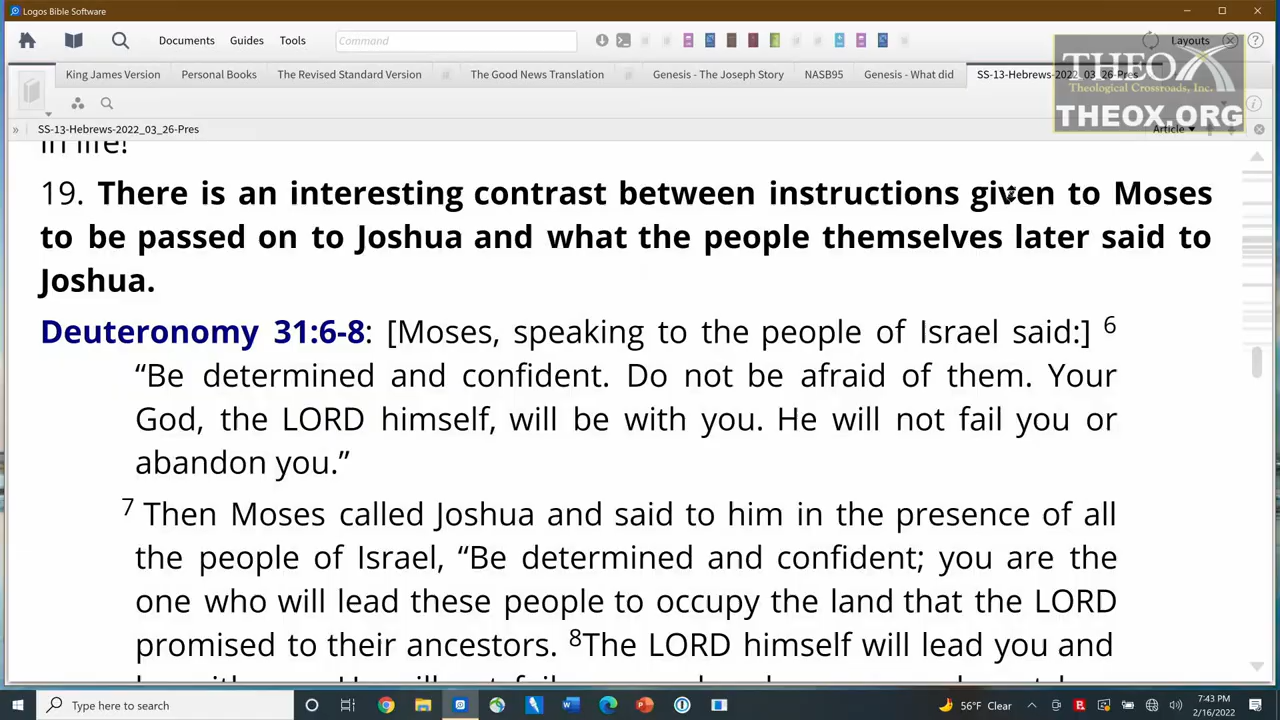 Logos Bible Software
Documents Guides Tools Command Layouts
King James Version Personal Books The Revised Standard Version The Good News Translation Genesis - The Joseph Story NASB95 Genesis - What did SS-13-Hebrews-2022_03_26-Pres
THEOX
Theological Crossroads, Inc.
THEOX.ORG
SS-13-Hebrews-2022_03_26-Pres Article
in life!
19. There is an interesting contrast between instructions given to Moses
to be passed on to Joshua and what the people themselves later said to
Joshua.
Deuteronomy 31:6-8: [Moses, speaking to the people of Israel said:] 6
“Be determined and confident. Do not be afraid of them. Your
God, the LORD himself, will be with you. He will not fail you or
abandon you.”
7 Then Moses called Joshua and said to him in the presence of all
the people of Israel, “Be determined and confident; you are the
one who will lead these people to occupy the land that the LORD
promised to their ancestors. 8The LORD himself will lead you and
Type here to search
56°F Clear
7:43 PM
2/16/2022